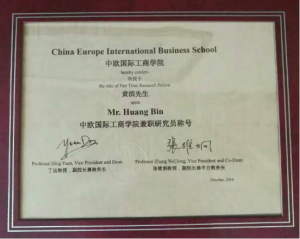 China Europe International Business School
中欧国际工商学院
hereby confers
特授予
the title of Part Time Research Fellow
黄滨先生
upon
Mr. Huang Bin
中欧国际工商学院兼职研究员称号
Professor Ding Yuan, Vice President and Dean
Professor Zhang WeiJiong, Vice President and Co-Dean
丁远教授，副院长兼教务长
张维炯教授，副院长兼中方教务长
October, 2016